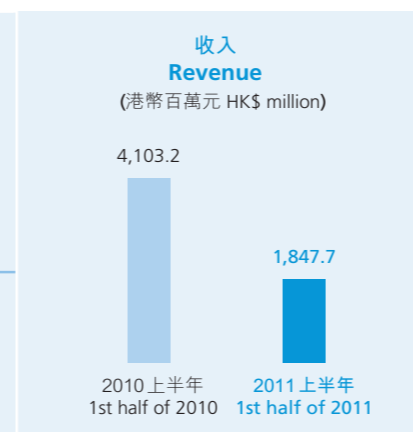 收入
Revenue
(港幣百萬元 HK$ million)
4,103.2
1,847.7
2010上半年
1st half of 2010
2011上半年
1st half of 2011